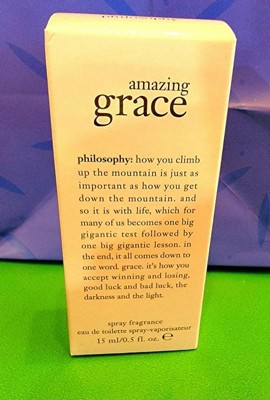 amazing
grace
philosophy: how you climb
up the mountain is just as
important as how you get
down the mountain. and
so it is with life, which for
many of us becomes one big
gigantic test followed by
one big gigantic lesson. in
the end, it all comes down to
one word. grace. it's how you
accept winning and losing,
good luck and bad luck, the
darkness and the light.
spray fragrance
eau de toilette spray-vaporisateur
15 ml/0.5 fl. oz. ℮